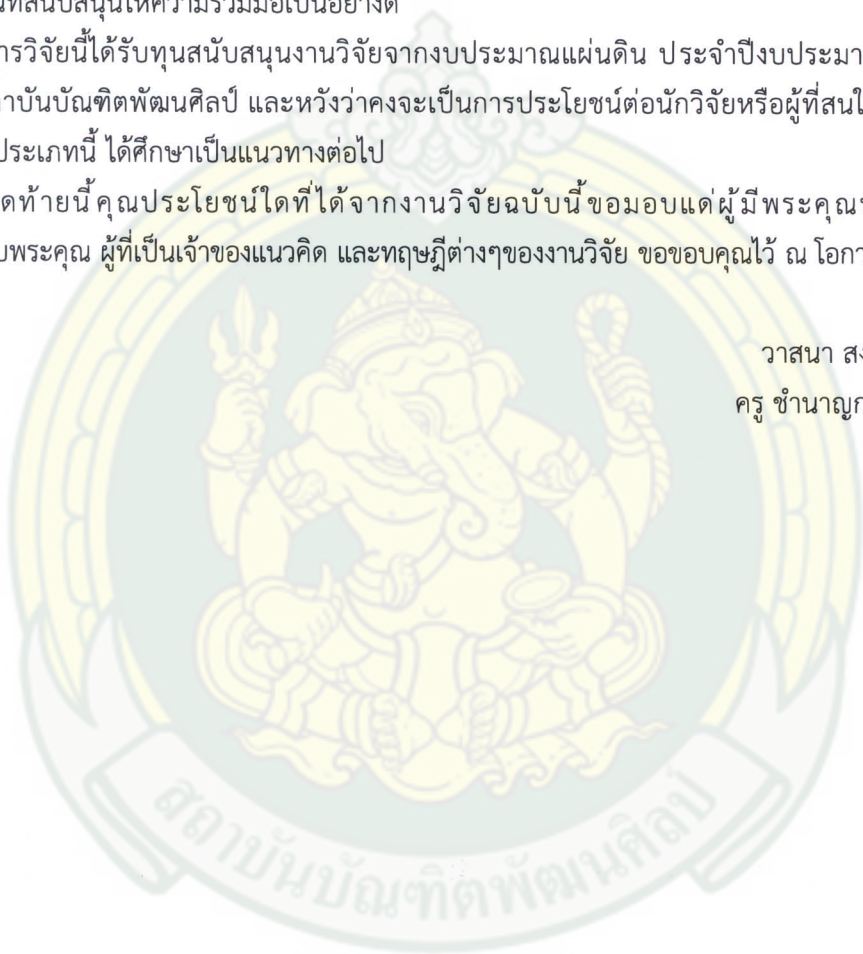 นที่สนับสนุนให้ความร่วมมือเป็นอย่างดี
ารวิจัยนี้ได้รับทุนสนับสนุนงานวิจัยจากงบประมาณแผ่นดิน ประจำปีงบประมา
าบันบัณฑิตพัฒนศิลป์ และหวังว่าคงจะเป็นการประโยชน์ต่อนักวิจัยหรือผู้ที่สนใ
ประเภทนี้ ได้ศึกษาเป็นแนวทางต่อไป
ดท้ายนี้ คุณประโยชน์ใดที่ได้จากงานวิจัยฉบับนี้ขอมอบแด่ผู้มีพระคุณ
บพระคุณ ผู้ที่เป็นเจ้าของแนวคิด และทฤษฎีต่างๆของงานวิจัย ขอขอบคุณไว้ ณ โอกา
วาสนา ส
ครู ชำนาญก
สถาบันบัณฑิตพัฒนศิลป์